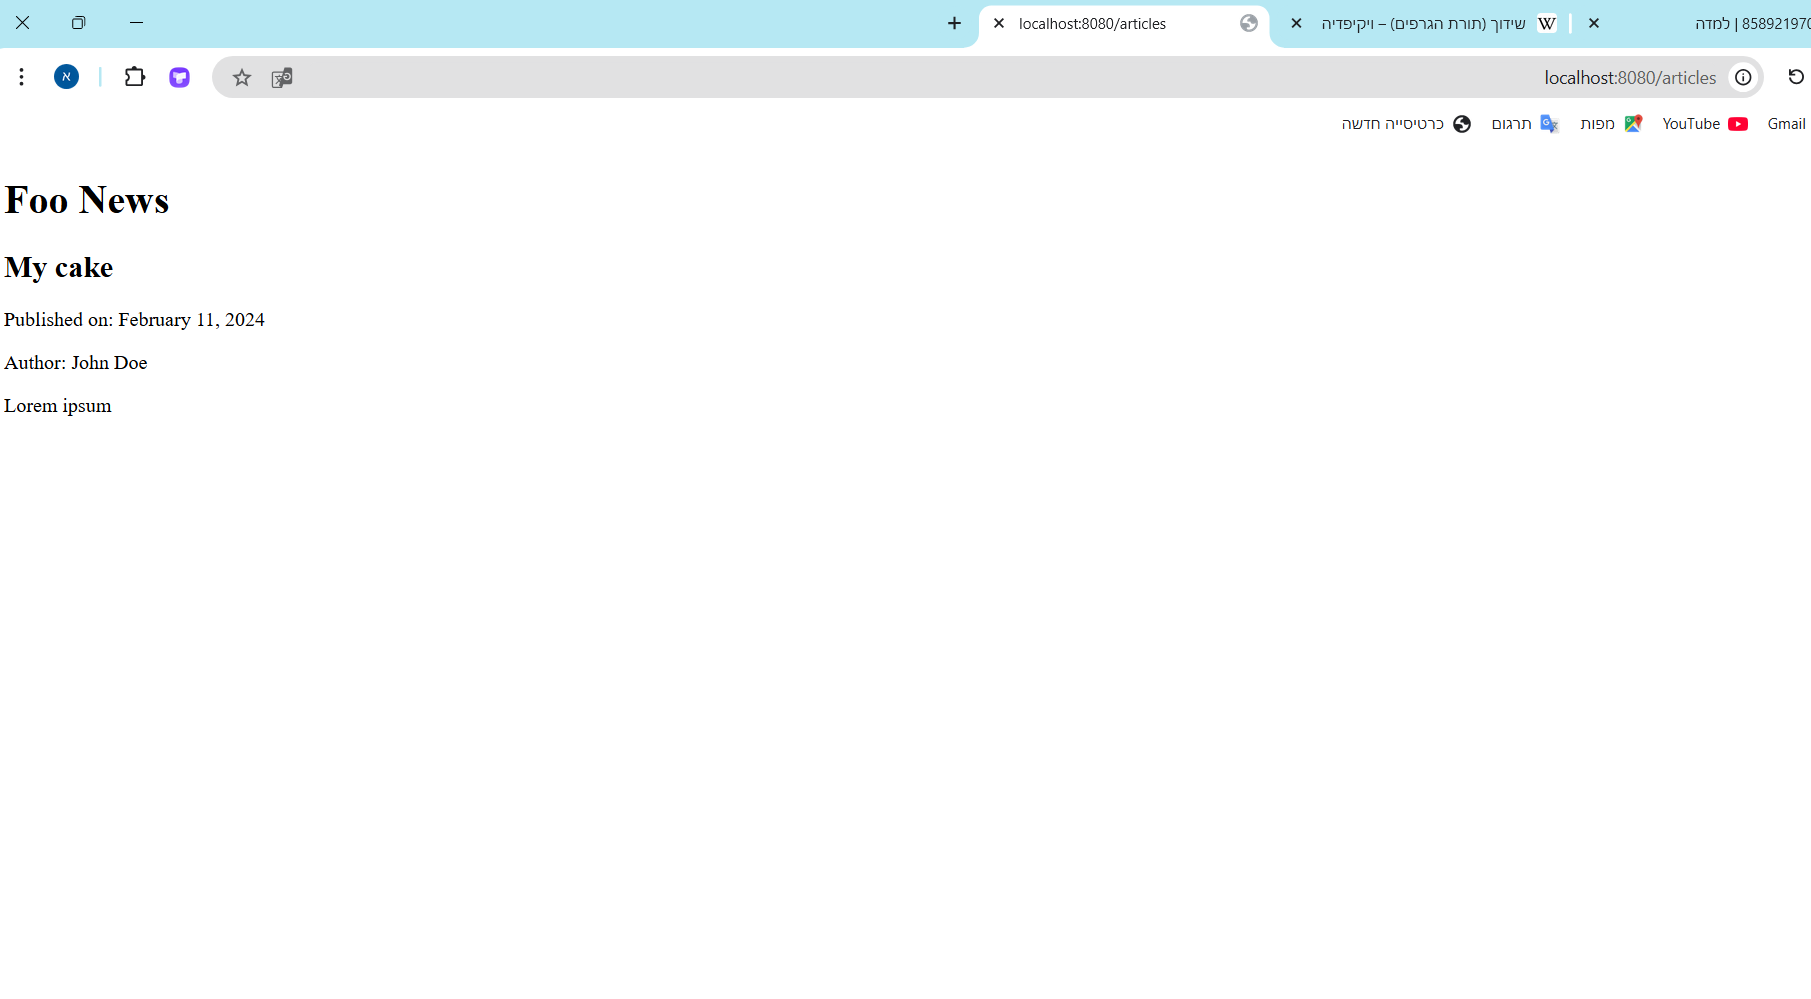 למדה | 85892197
שידוך (תורת הגרפים) – ויקיפדיה
W
localhost:8080/articles
localhost:8080/articles
א
Gmail
YouTube
מפות
תרגום
כרטיסייה חדשה
Foo News
My cake
Published on: February 11, 2024
Author: John Doe
Lorem ipsum